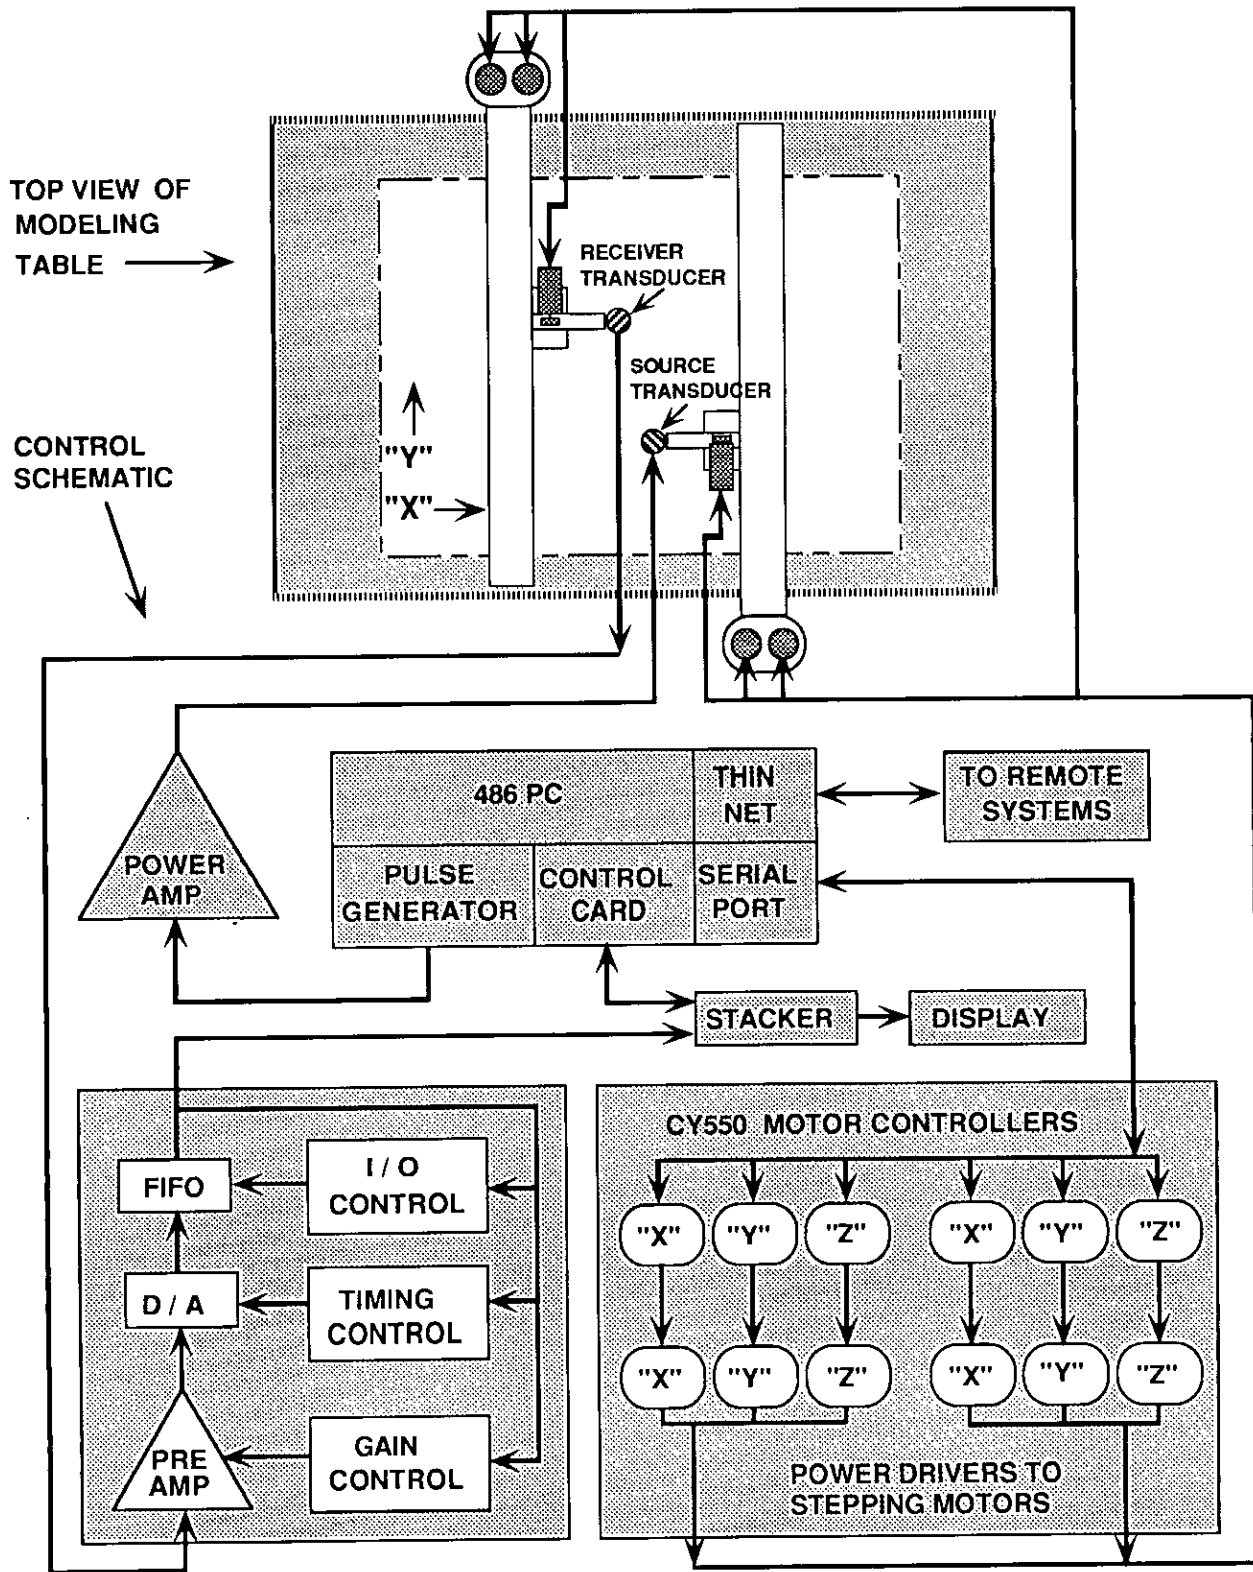 TOP VIEW OF
MODELING
TABLE
RECEIVER
TRANSDUCER
SOURCE
TRANSDUCER
"Y"
"X"
CONTROL
SCHEMATIC
486 PC
THIN
NET
TO REMOTE
SYSTEMS
POWER
AMP
PULSE
GENERATOR
CONTROL
CARD
SERIAL
PORT
STACKER
DISPLAY
FIFO
I / O
CONTROL
D / A
TIMING
CONTROL
PRE
AMP
GAIN
CONTROL
CY550 MOTOR CONTROLLERS
"X" "Y" "Z" "X" "Y" "Z"
"X" "Y" "Z" "X" "Y" "Z"
POWER DRIVERS TO
STEPPING MOTORS